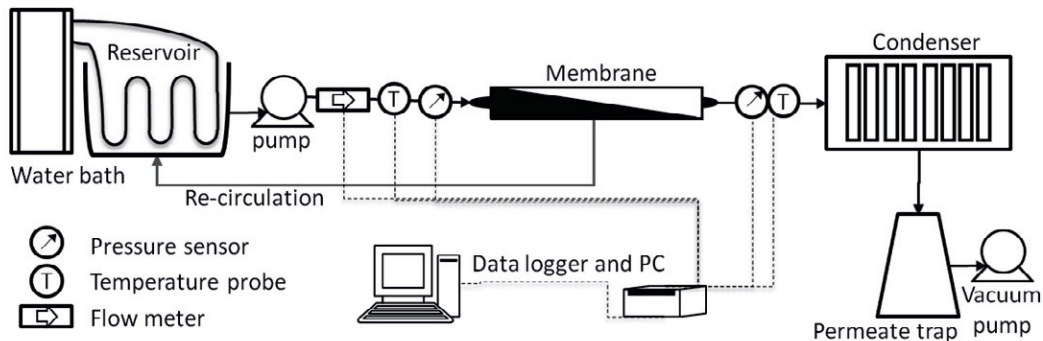 Reservoir
Water bath
pump
T
Membrane
T
Condenser
Re-circulation
Pressure sensor
T Temperature probe
Flow meter
Data logger and PC
Permeate trap
Vacuum
pump